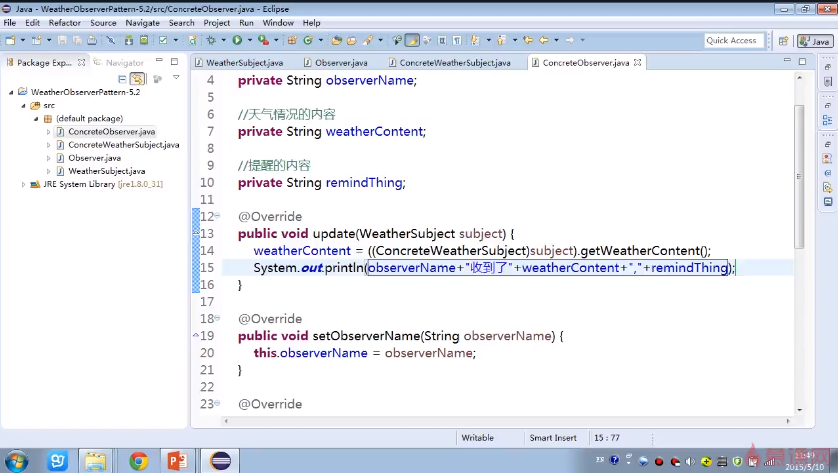 Java - WeatherObserverPattern-5.2/src/ConcreteObserver.java - Eclipse
File Edit Refactor Source Navigate Search Project Run Window Help
Quick Access Java
Package Exp... Navigator
WeatherObserverPattern-5.2
src
(default package)
ConcreteObserver.java
ConcreteWeatherSubject.java
Observer.java
WeatherSubject.java
JRE System Library [jre1.8.0_31]
WeatherSubject.java Observer.java ConcreteWeatherSubject.java ConcreteObserver.java
4 private String observerName;
5
6 //天气情况的内容
7 private String weatherContent;
8
9 //提醒的内容
10 private String remindThing;
11
12 @Override
13 public void update(WeatherSubject subject) {
14 weatherContent = ((ConcreteWeatherSubject)subject).getWeatherContent();
15 System.out.println(observerName+"收到了"+weatherContent+","+remindThing);
16 }
18 @Override
19 public void setObserverName(String observerName) {
20 this.observerName = observerName;
21 }
23 @Override
Writable Smart Insert 15 : 77
11:49
2015/5/19